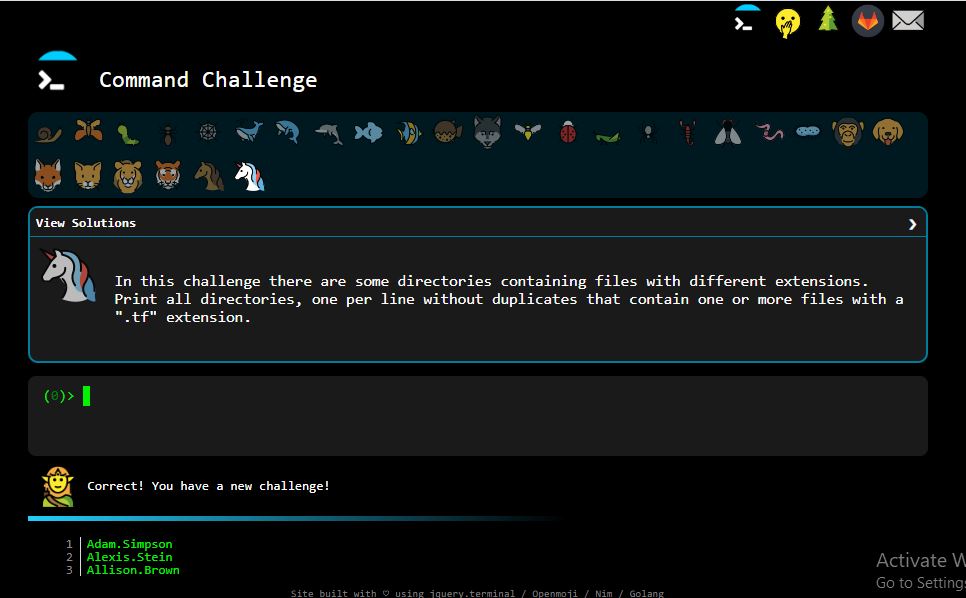 Command Challenge
View Solutions
In this challenge there are some directories containing files with different extensions.
Print all directories, one per line without duplicates that contain one or more files with a
".tf" extension.
(0)>
Correct! You have a new challenge!
1 Adam.Simpson
2 Alexis.Stein
3 Allison.Brown
Activate W
Go to Settings
Site built with ♡ using jquery.terminal / Openmoji / Nim / Golang